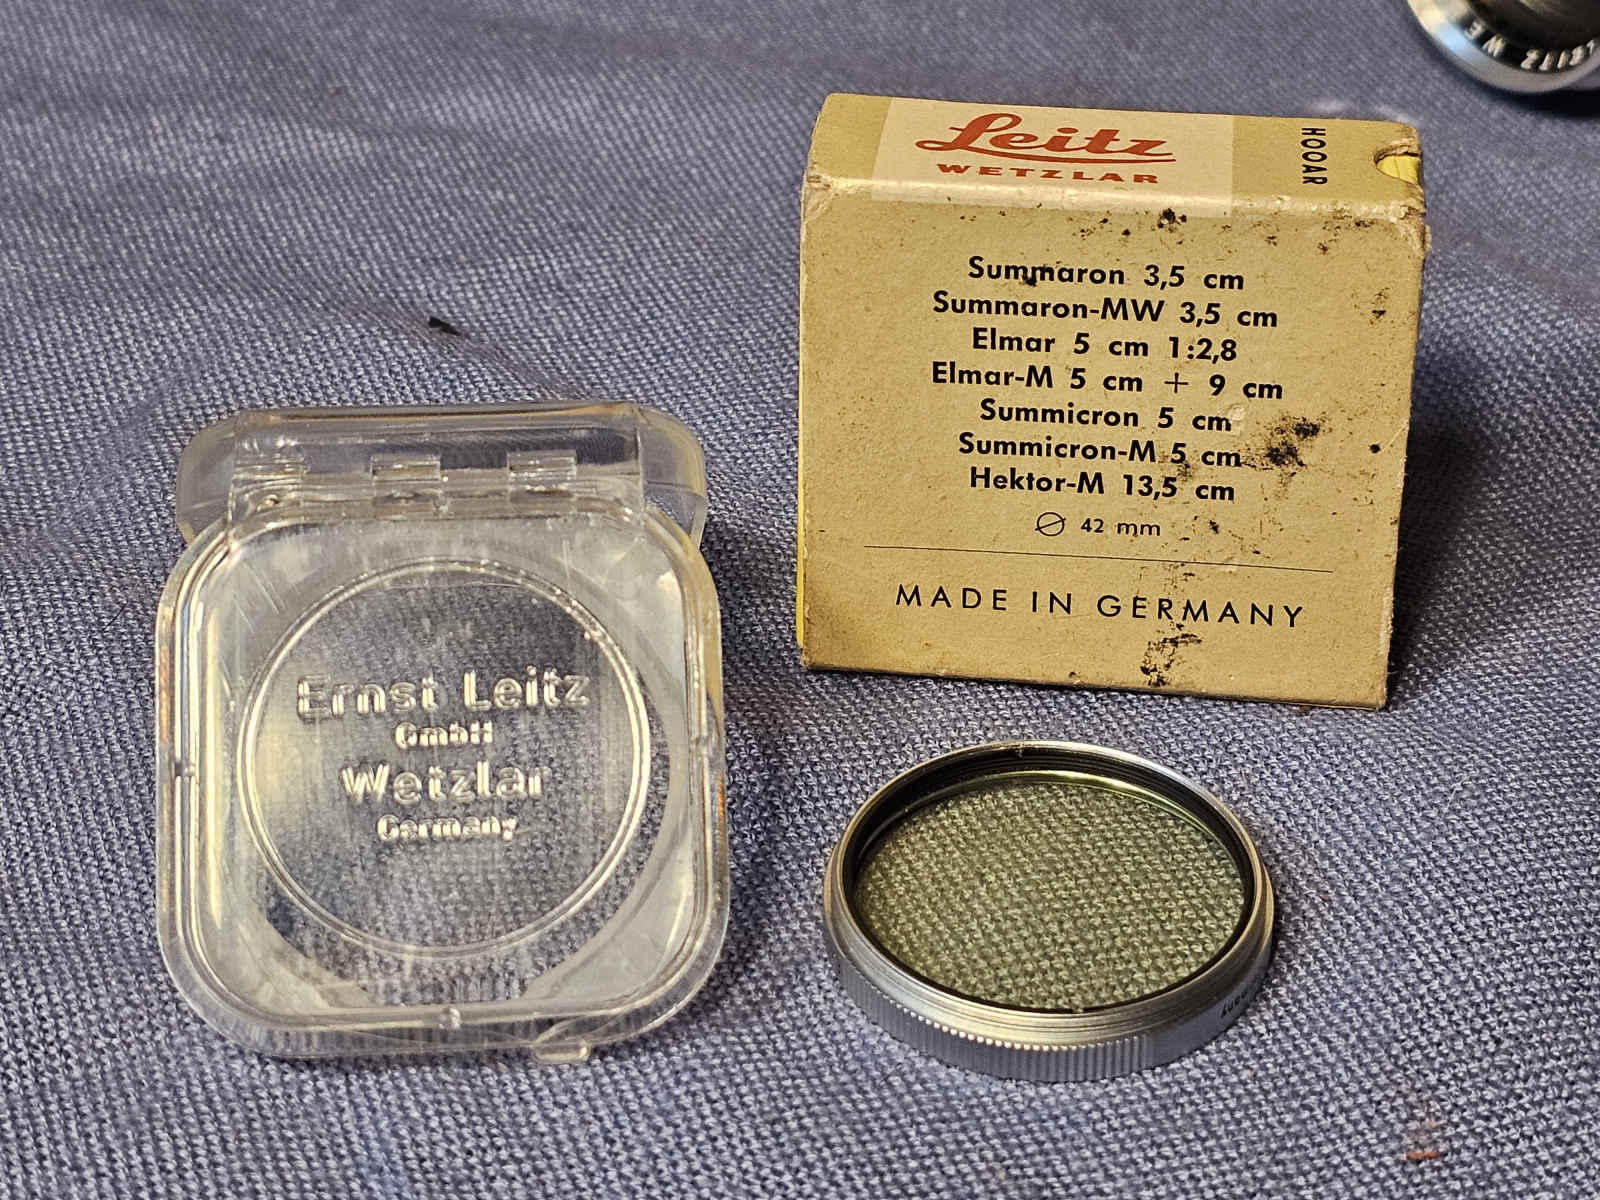 LEITZ WE
Leitz
WETZLAR
HOOAR
Summaron 3,5 cm
Summaron-MW 3,5 cm
Elmar 5 cm 1:2,8
Elmar-M 5 cm + 9 cm
Summicron 5 cm
Summicron-M 5 cm
Hektor-M 13,5 cm
Ø 42 mm
MADE IN GERMANY
Ernst Leitz
GmbH
Wetzlar
Germany